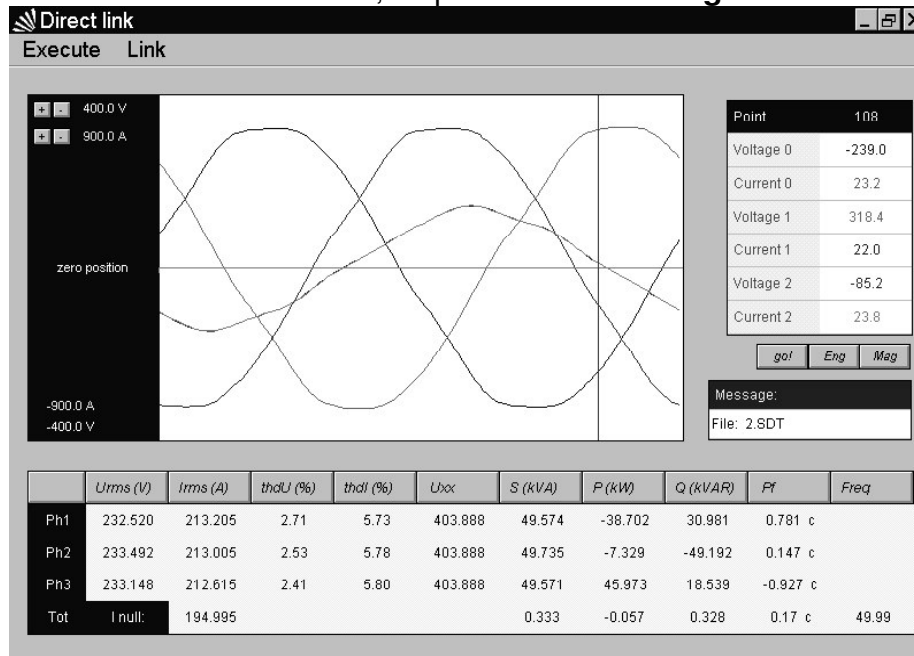 Direct link
Execute Link
+ - 400.0 V
+ - 900.0 A
zero position
-900.0 A
-400.0 V
Point 108
Voltage 0 -239.0
Current 0 23.2
Voltage 1 318.4
Current 1 22.0
Voltage 2 -85.2
Current 2 23.8
go! Eng Mag
Message:
File: 2.SDT
Urms (V) Irms (A) thdU (%) thdI (%) Uxx S (kVA) P (kW) Q (kVAR) Pf Freq
Ph1 232.520 213.205 2.71 5.73 403.888 49.574 -38.702 30.981 0.781 c
Ph2 233.492 213.005 2.53 5.78 403.888 49.735 -7.329 -49.192 0.147 c
Ph3 233.148 212.615 2.41 5.80 403.888 49.571 45.973 18.539 -0.927 c
Tot I null: 194.995 0.333 -0.057 0.328 0.17 c 49.99